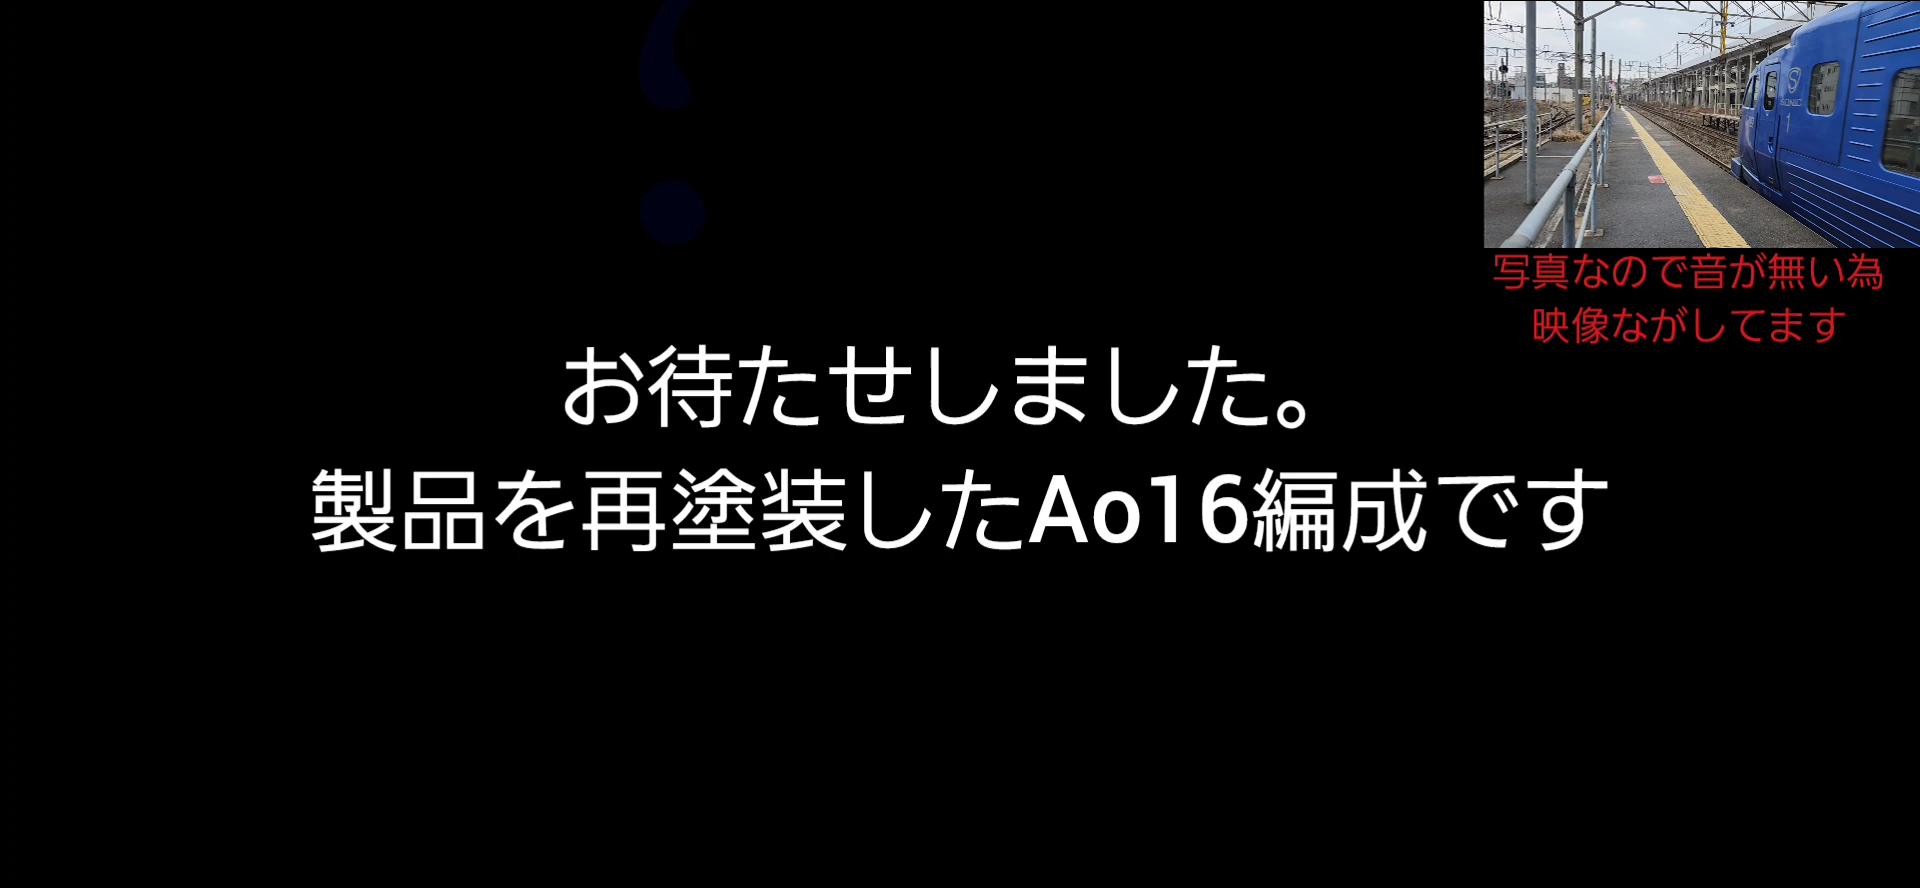 SONIC
1
写真なので音が無い為
映像ながしてます
お待たせしました。
製品を再塗装したAo16編成です